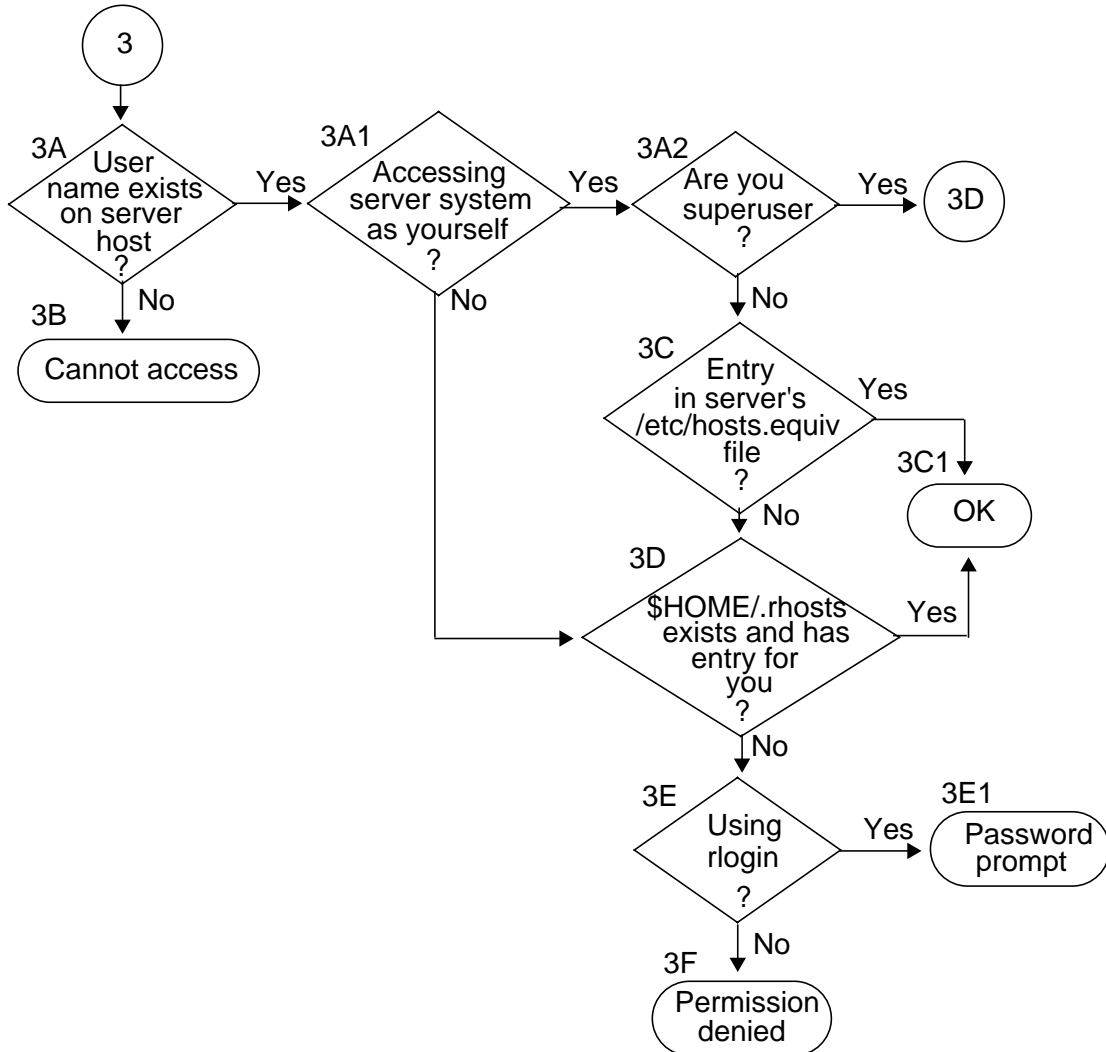 3
3A
User
name exists
on server
host
?
Yes
3A1
Accessing
server system
as yourself
?
Yes
3A2
Are you
superuser
?
Yes
3D
No
3B
Cannot access
No
No
3C
Entry
in server's
/etc/hosts.equiv
file
?
Yes
3C1
OK
No
3D
$HOME/.rhosts
exists and has
entry for
you
?
Yes
No
3E
Using
rlogin
?
Yes
3E1
Password
prompt
No
3F
Permission
denied